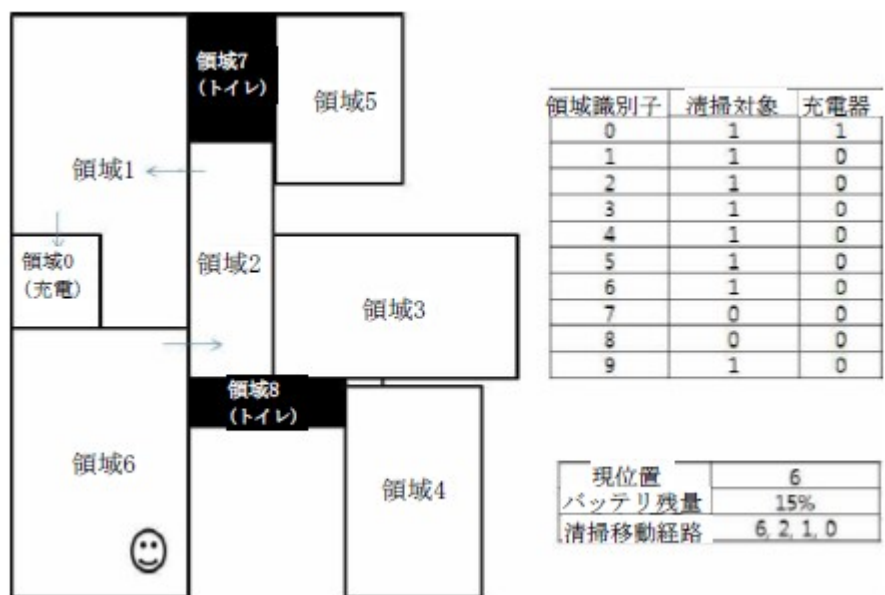 領域7
(トイレ)
領域5
領域1
領域0
(充電)
領域2
領域3
領域8
(トイレ)
領域6
領域4
領域識別子 清掃対象 充電器
0 1 1
1 1 0
2 1 0
3 1 0
4 1 0
5 1 0
6 1 0
7 0 0
8 0 0
9 1 0
現位置 6
バッテリ残量 15%
清掃移動経路 6, 2, 1, 0